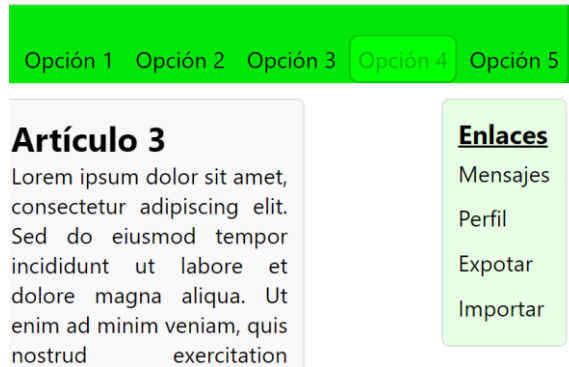 Opción 1 Opción 2 Opción 3 Opción 4 Opción 5
Artículo 3
Lorem ipsum dolor sit amet,
consectetur adipiscing elit.
Sed do eiusmod tempor
incididunt ut labore et
dolore magna aliqua. Ut
enim ad minim veniam, quis
nostrud exercitation
Enlaces
Mensajes
Perfil
Expotar
Importar